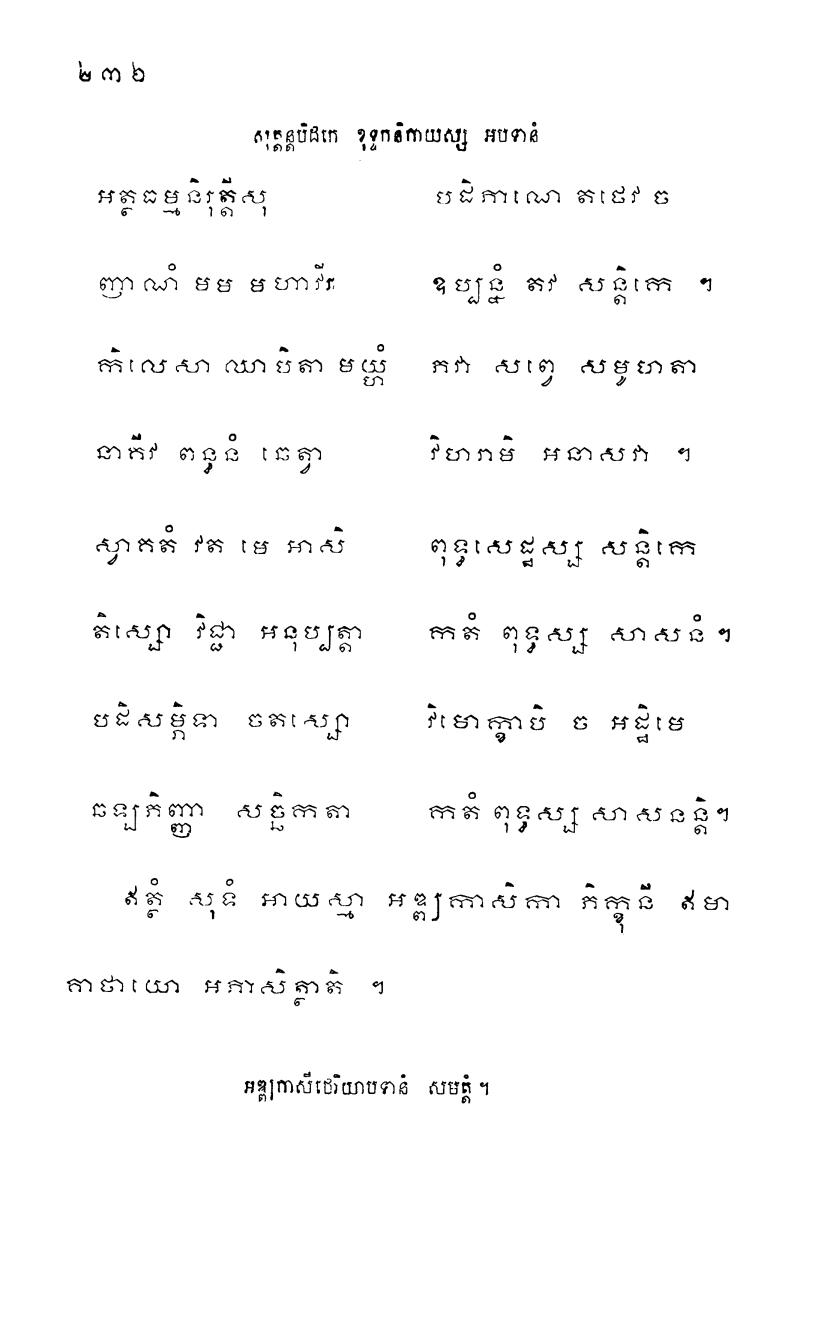 ២៣៦
សុត្តន្តបិដកេ ខុទ្ទកនិកាយស្ស អបទានំ
អត្ថធម្មនិរុត្តីសុ បដិភាណេ តថេវ ច
ញាណំ មម មហាវីរ ឧប្បន្នំ តវ សន្តិកេ ។
កិលេសា ឈាបិតា មយ្ហំ ភវា សព្វេ សមូហតា
នាគីវ ពន្ធនំ ឆេត្វា វិហរាមិ អនាសវា ។
ស្វាគតំ វត មេ អាសិ ពុទ្ធសេដ្ឋស្ស សន្តិកេ
តិស្សោ វិជ្ជា អនុប្បត្តា កតំ ពុទ្ធស្ស សាសនំ។
បដិសម្ភិទា ចតស្សោ វិមោក្ខាបិ ច អដ្ឋិមេ
ឆឡភិញ្ញា សច្ឆិកតា កតំ ពុទ្ធស្ស សាសនន្តិ។
ឥត្ថំ សុទំ អាយស្មា អឌ្ឍកាសិកា ភិក្ខុនី ឥមា
គាថាយោ អភាសិត្ថាតិ ។
អឌ្ឍកាសីថេរិយាបទានំ សមត្តំ។